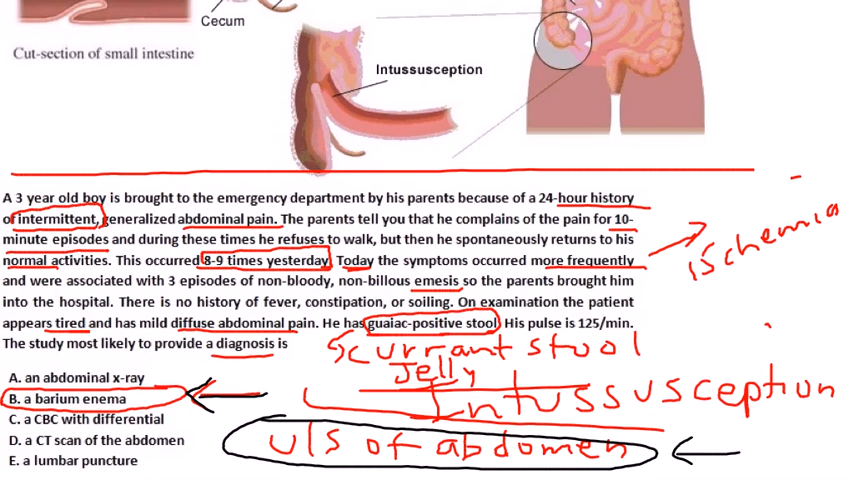 Cecum
Cut-section of small intestine
Intussusception
A 3 year old boy is brought to the emergency department by his parents because of a 24-hour history
of intermittent, generalized abdominal pain. The parents tell you that he complains of the pain for 10-
minute episodes and during these times he refuses to walk, but then he spontaneously returns to his
normal activities. This occurred 8-9 times yesterday. Today the symptoms occurred more frequently
and were associated with 3 episodes of non-bloody, non-billous emesis so the parents brought him
into the hospital. There is no history of fever, constipation, or soiling. On examination the patient
appears tired and has mild diffuse abdominal pain. He has guaiac-positive stool. His pulse is 125/min.
The study most likely to provide a diagnosis is
ischemia
scurrant stool
Jelly
A. an abdominal x-ray
B. a barium enema
Intussusception
C. a CBC with differential
D. a CT scan of the abdomen
u/s of abdomen
E. a lumbar puncture